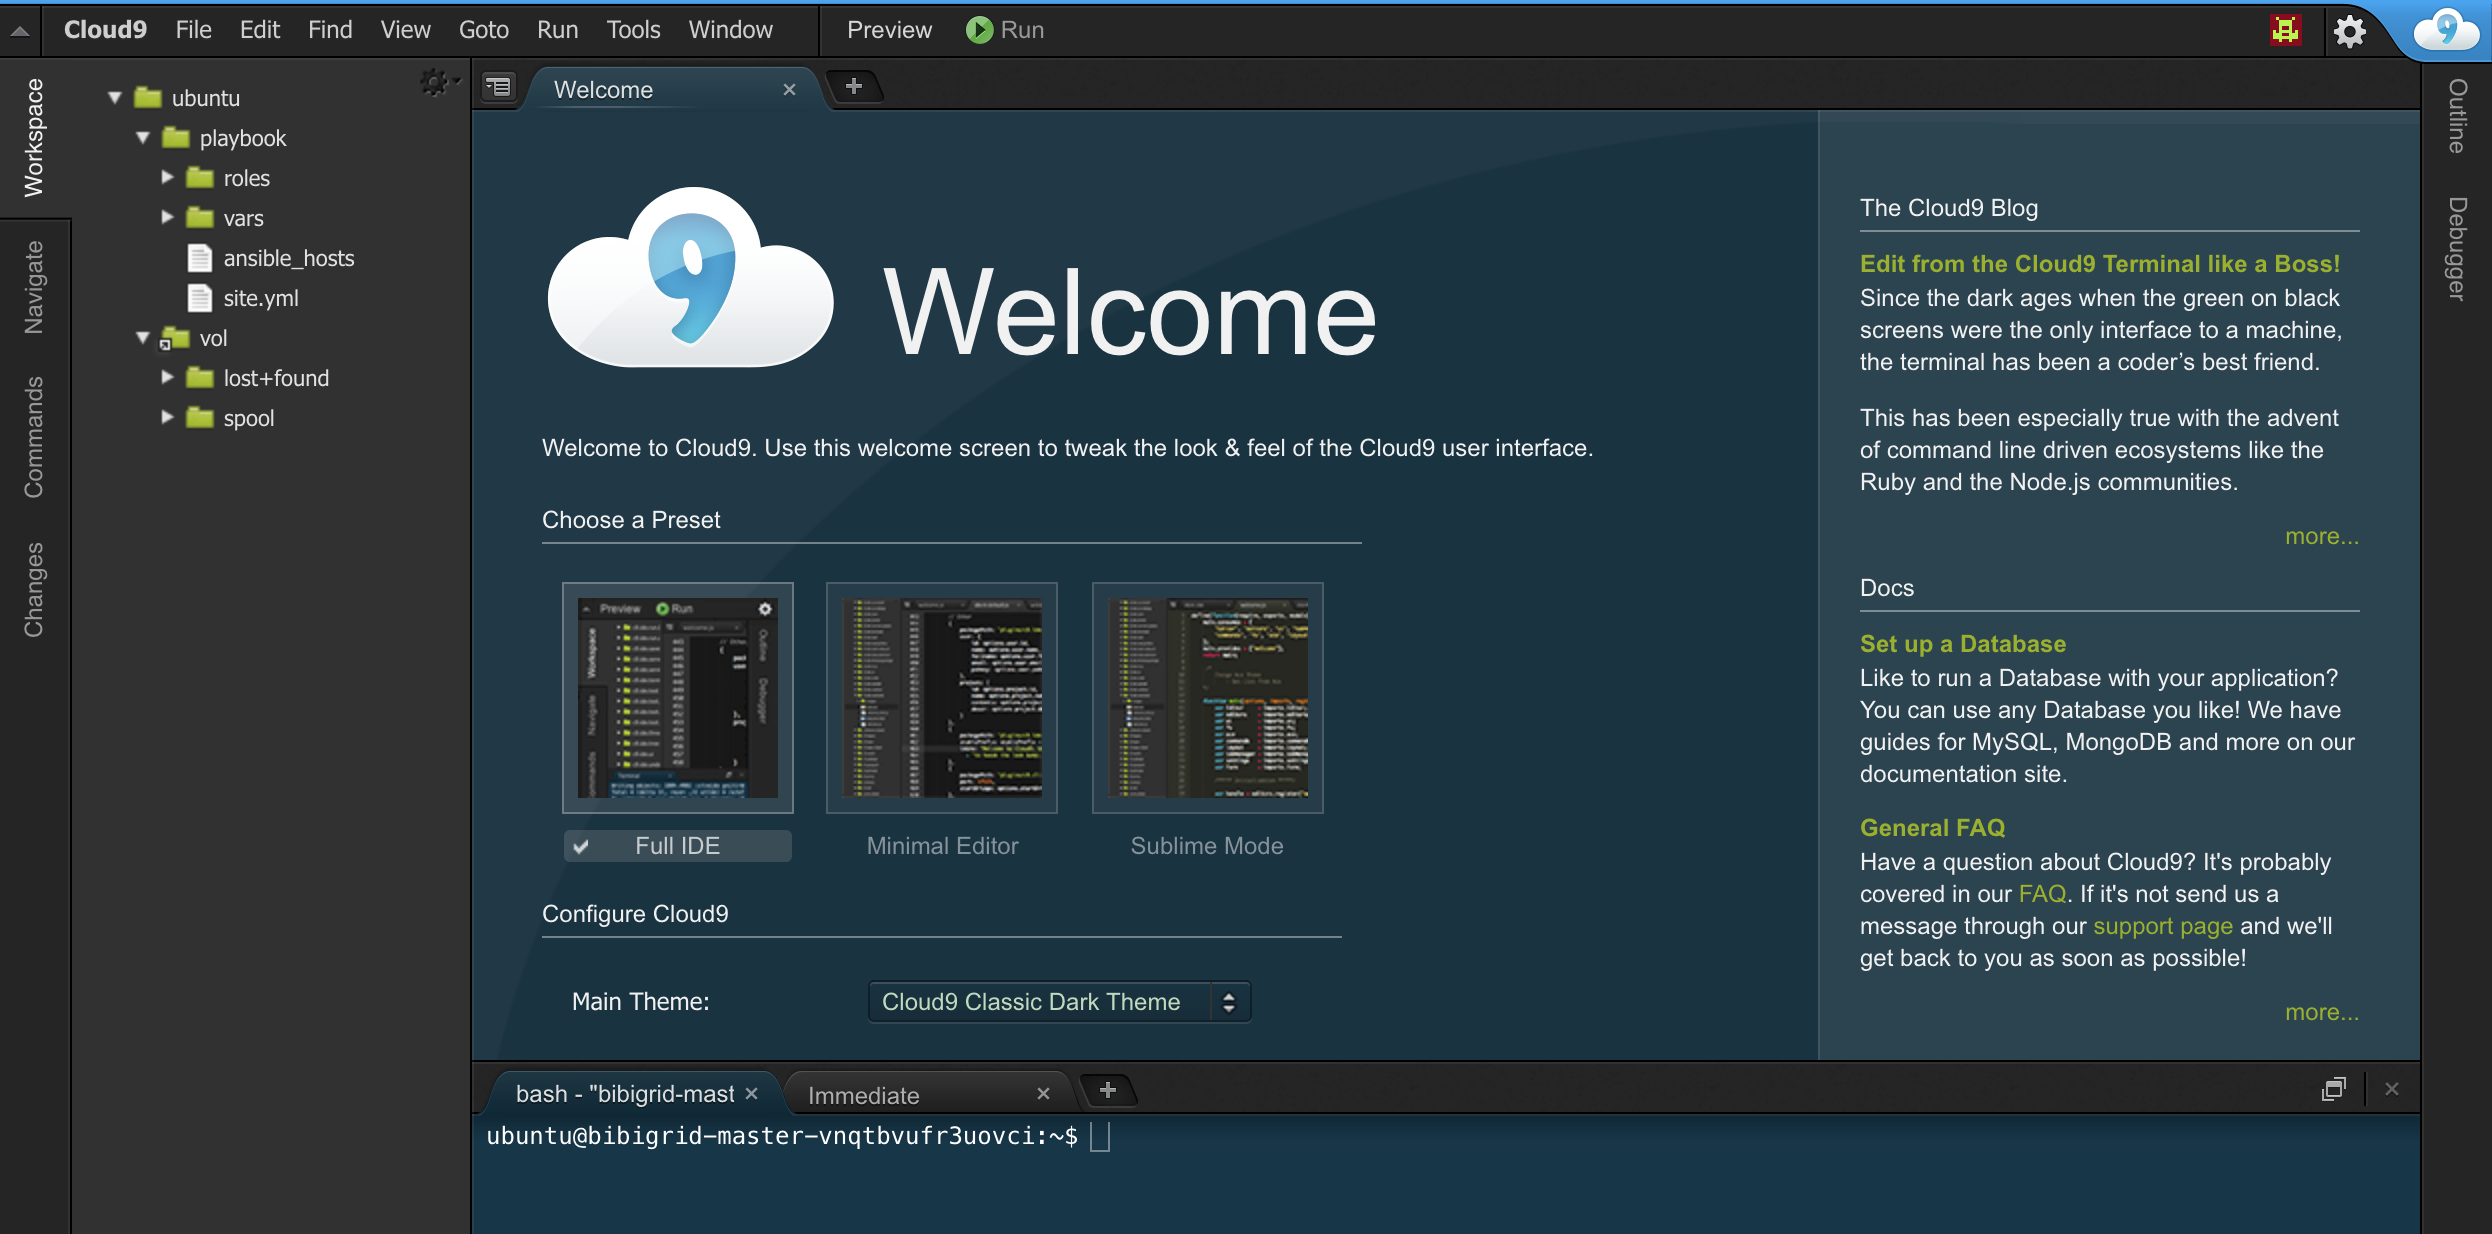 Cloud9 File Edit Find View Goto Run Tools Window Preview Run
9
Workspace
Navigate
Commands
Changes
ubuntu
playbook
roles
vars
ansible_hosts
site.yml
vol
lost+found
spool
Welcome
9
Welcome
Welcome to Cloud9. Use this welcome screen to tweak the look & feel of the Cloud9 user interface.
Choose a Preset
Preview Run
Workspace
Navigate
Outline
Debugger
Terminal
Full IDE
Minimal Editor
Sublime Mode
Configure Cloud9
Main Theme:
Cloud9 Classic Dark Theme
The Cloud9 Blog
Edit from the Cloud9 Terminal like a Boss!
Since the dark ages when the green on black
screens were the only interface to a machine,
the terminal has been a coder’s best friend.
This has been especially true with the advent
of command line driven ecosystems like the
Ruby and the Node.js communities.
more...
Docs
Set up a Database
Like to run a Database with your application?
You can use any Database you like! We have
guides for MySQL, MongoDB and more on our
documentation site.
General FAQ
Have a question about Cloud9? It's probably
covered in our FAQ. If it's not send us a
message through our support page and we'll
get back to you as soon as possible!
more...
Outline
Debugger
bash - "bibigrid-mast
Immediate
ubuntu@bibigrid-master-vnqtbvufr3uovci:~$